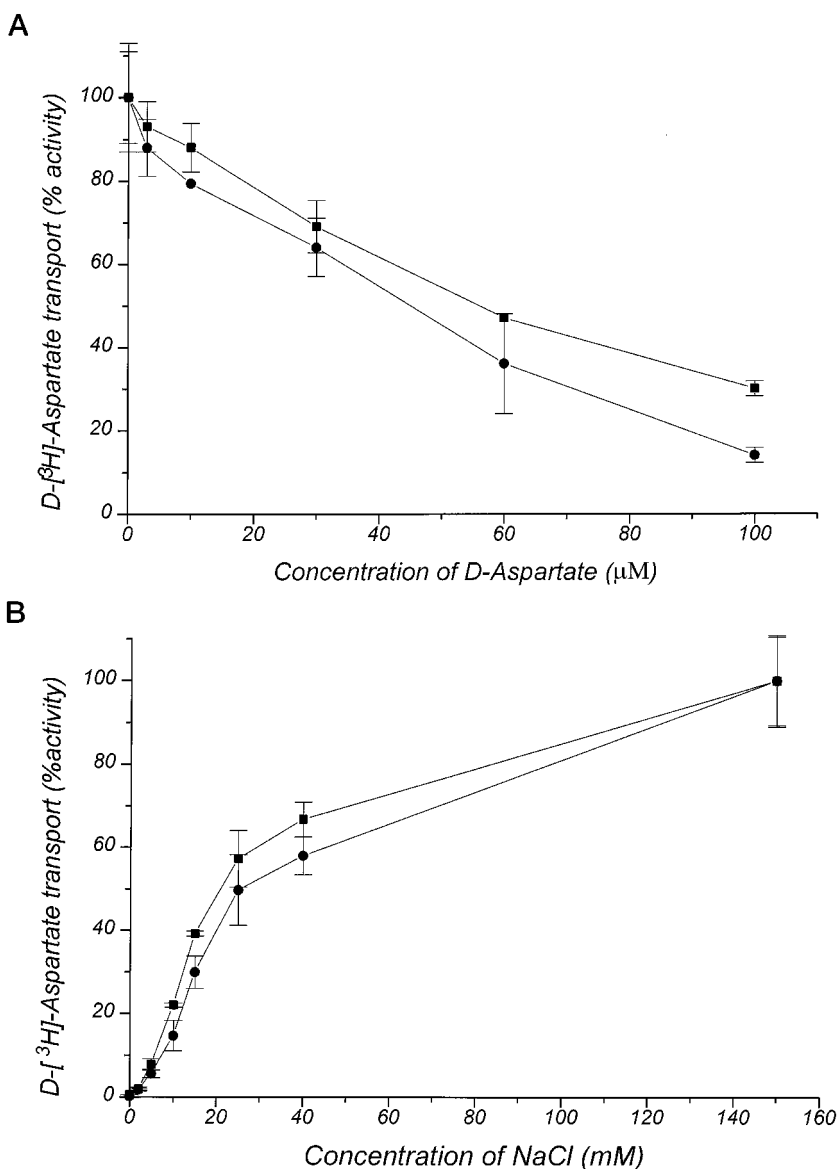 A
D-[³H]-Aspartate transport (% activity)
100
80
60
40
20
0
0 20 40 60 80 100
Concentration of D-Aspartate (μM)
B
D-[ ³H]-Aspartate transport (%activity)
100
80
60
40
20
0
0 20 40 60 80 100 120 140 160
Concentration of NaCl (mM)